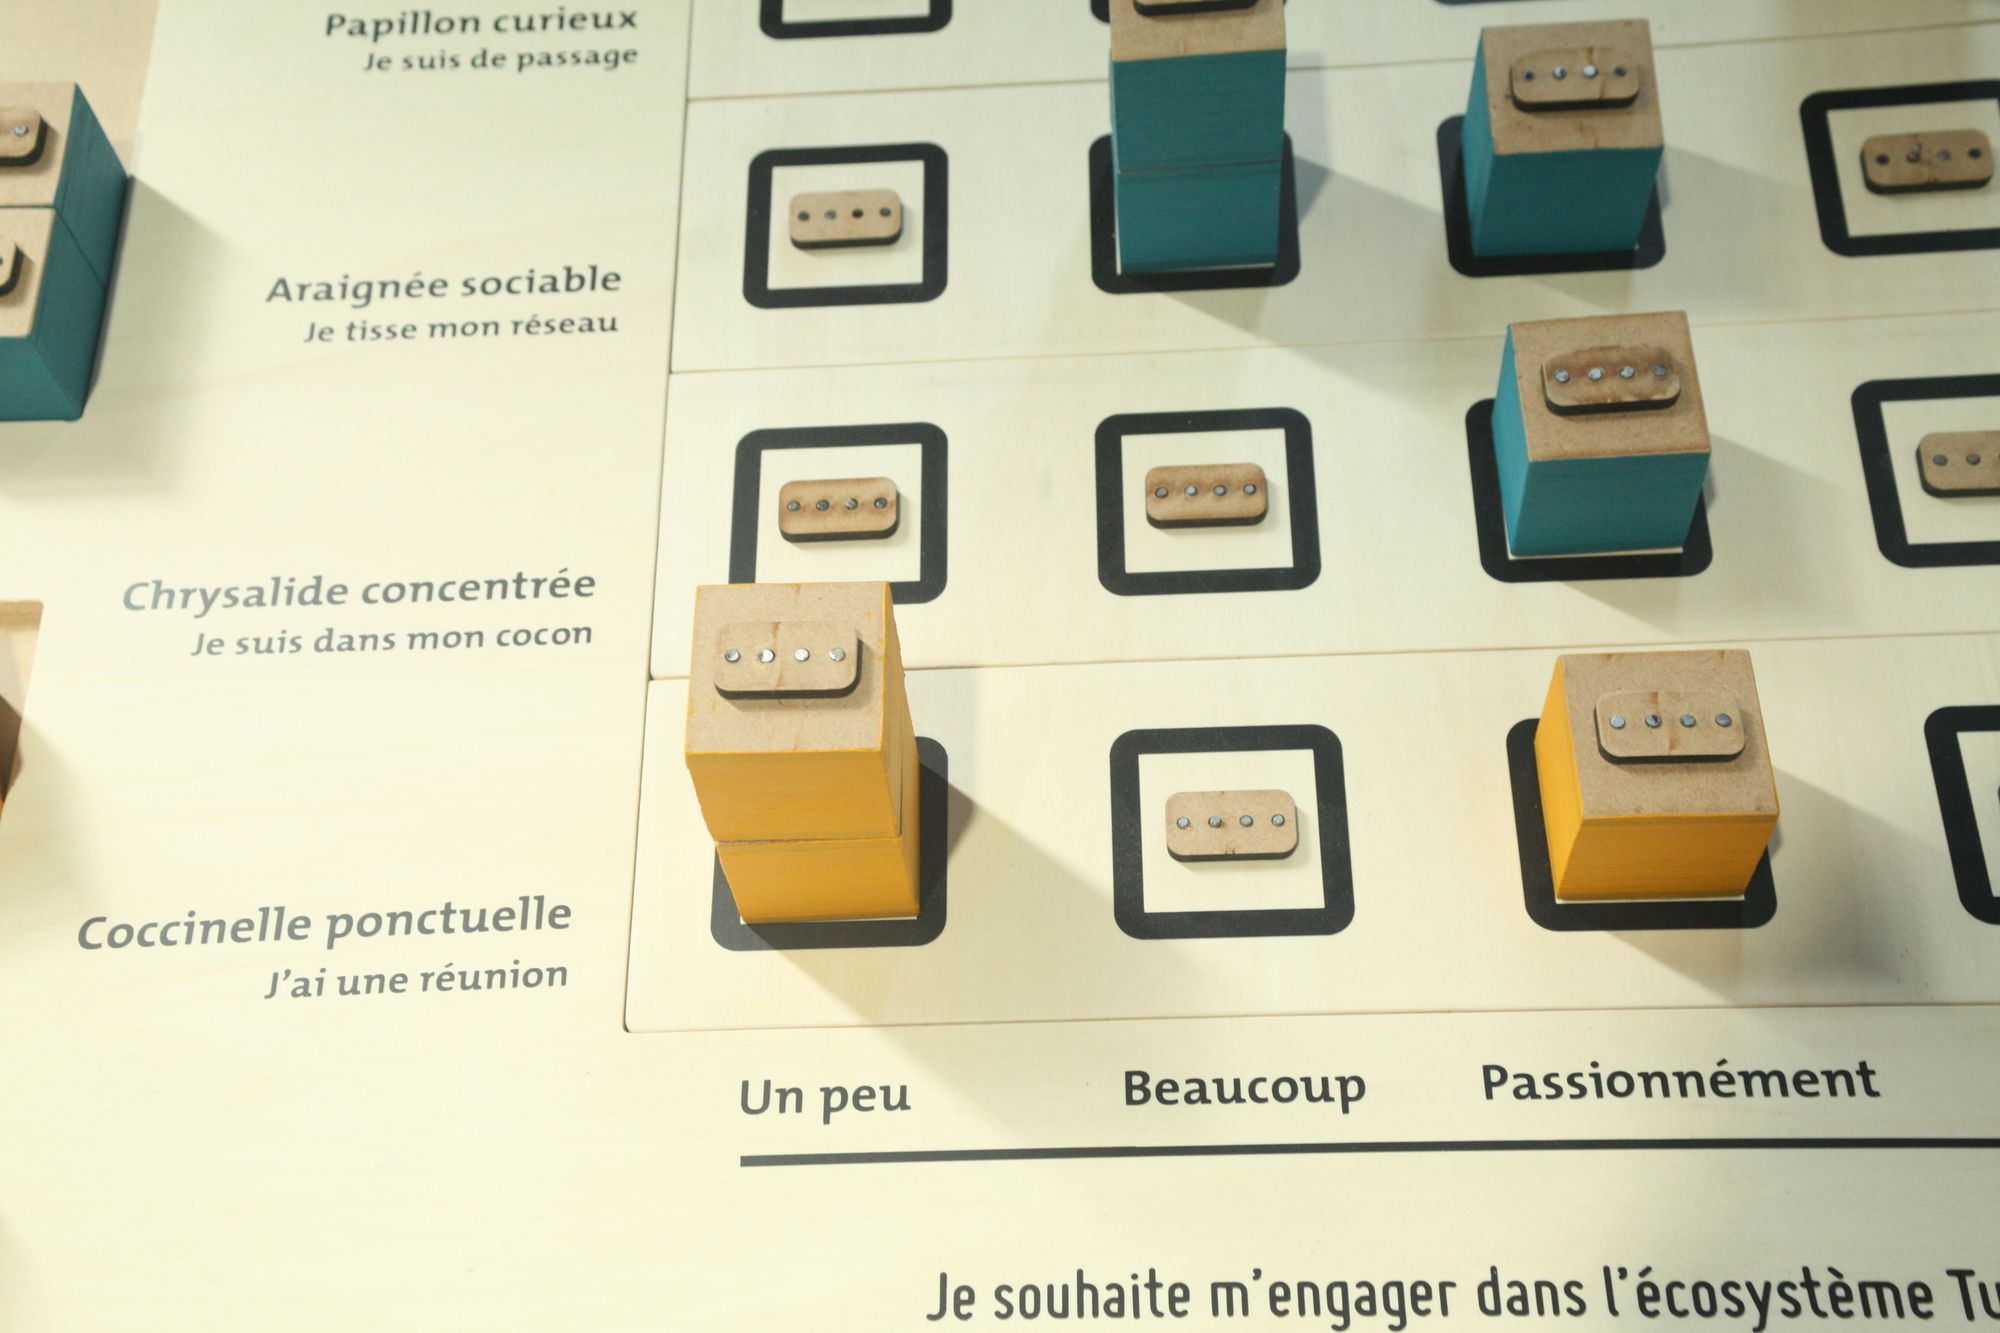 Papillon curieux
Je suis de passage
Araignée sociable
Je tisse mon réseau
Chrysalide concentrée
Je suis dans mon cocon
Coccinelle ponctuelle
J'ai une réunion
Un peu
Beaucoup
Passionnément
Je souhaite m'engager dans l'écosystème